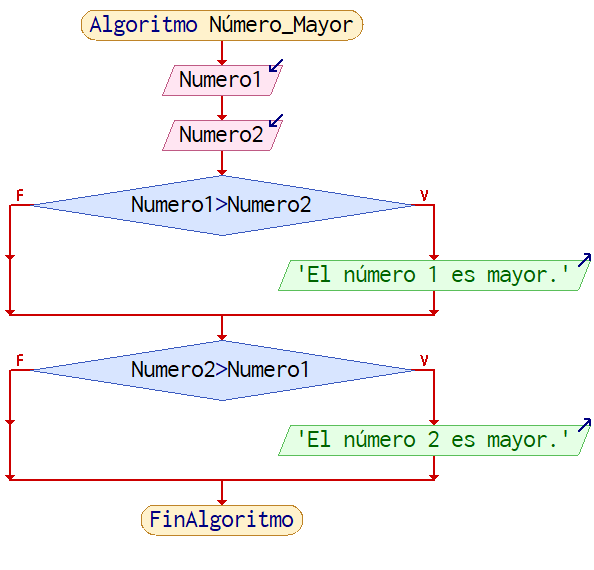 Algoritmo Número_Mayor
Numero1
Numero2
F
V
Numero1>Numero2
'El número 1 es mayor.'
F
V
Numero2>Numero1
'El número 2 es mayor.'
FinAlgoritmo